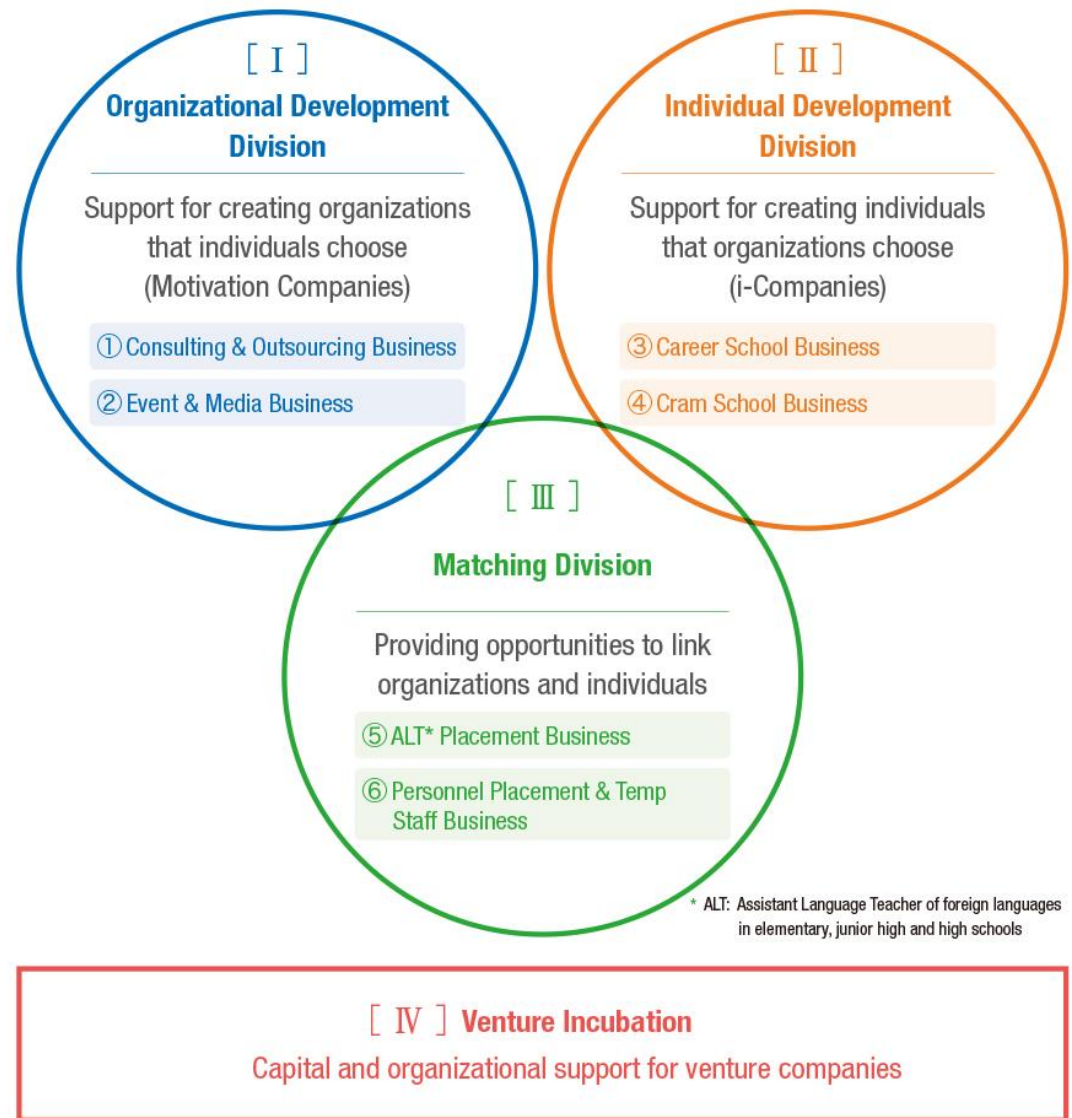 [ Ⅰ ]
Organizational Development
Division
Support for creating organizations
that individuals choose
(Motivation Companies)
① Consulting & Outsourcing Business
② Event & Media Business
[ Ⅱ ]
Individual Development
Division
Support for creating individuals
that organizations choose
(i-Companies)
③ Career School Business
④ Cram School Business
[ Ⅲ ]
Matching Division
Providing opportunities to link
organizations and individuals
⑤ ALT* Placement Business
⑥ Personnel Placement & Temp
Staff Business
* ALT: Assistant Language Teacher of foreign languages
in elementary, junior high and high schools
[ Ⅳ ] Venture Incubation
Capital and organizational support for venture companies